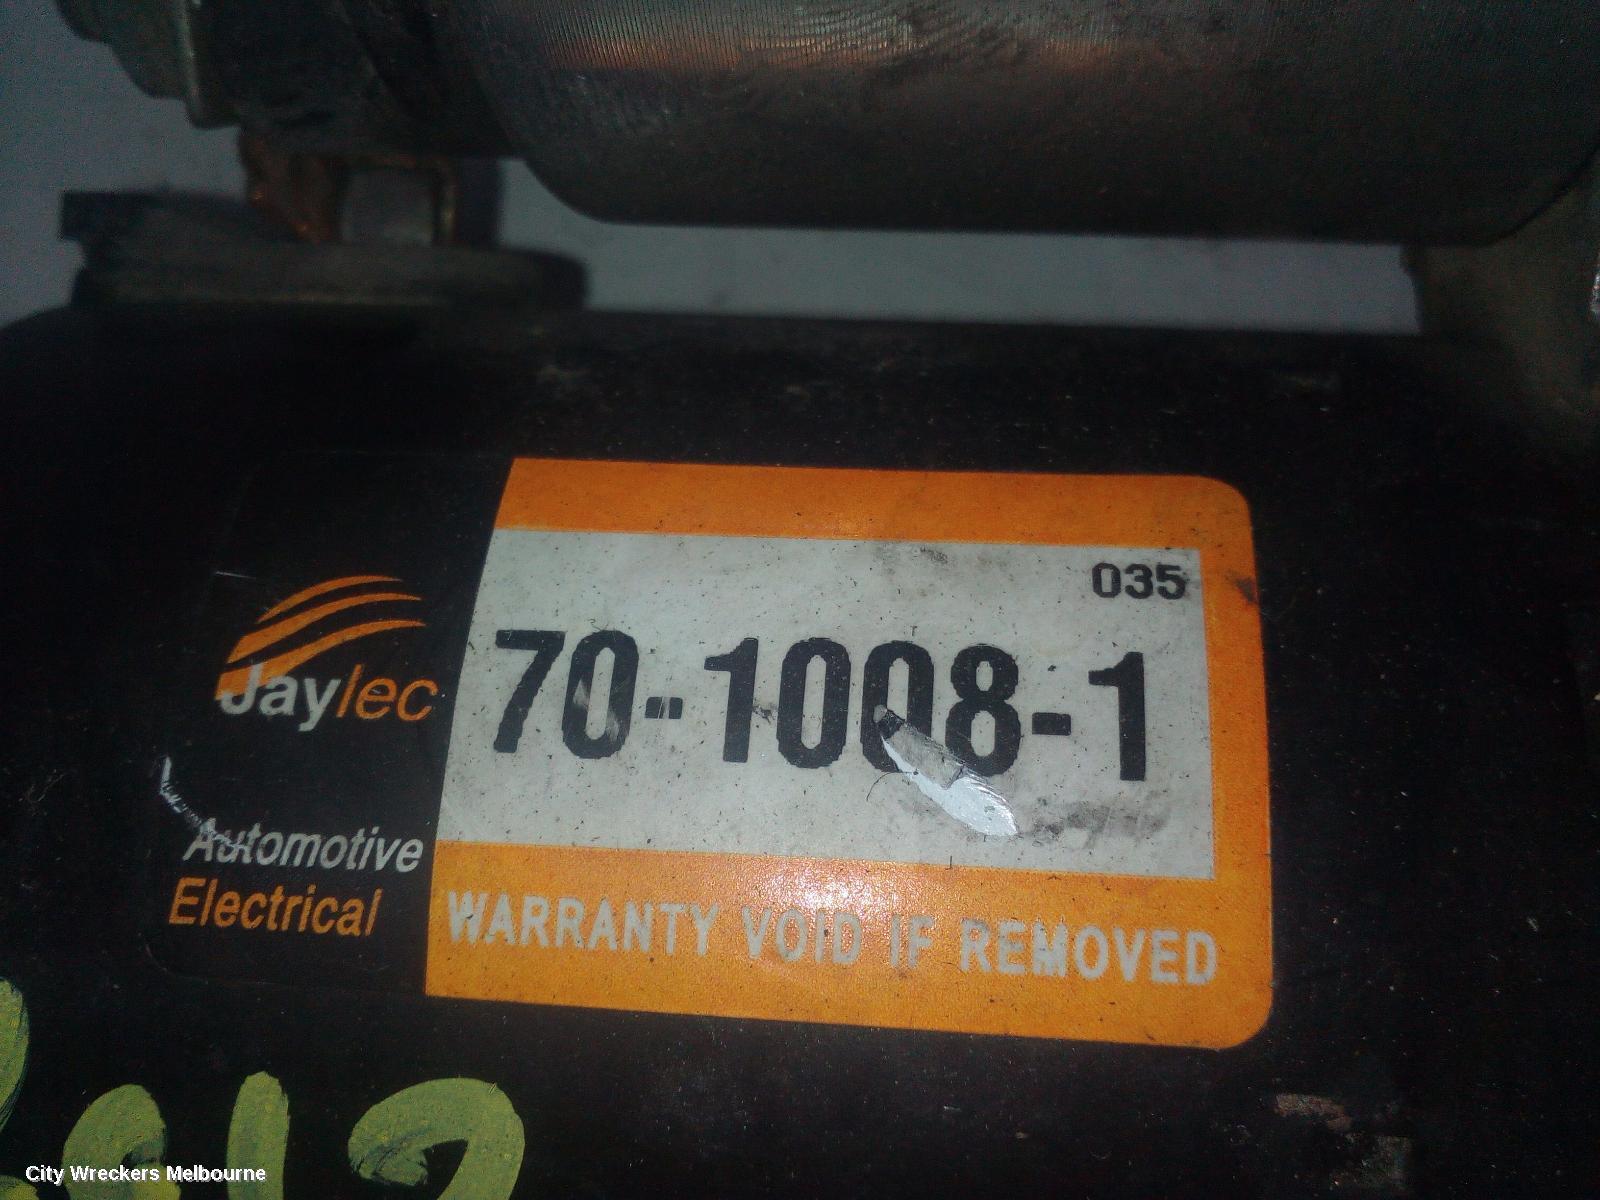 035
70-1008-1
Jaylec
Automotive
Electrical
WARRANTY VOID IF REMOVED
City Wreckers Melbourne